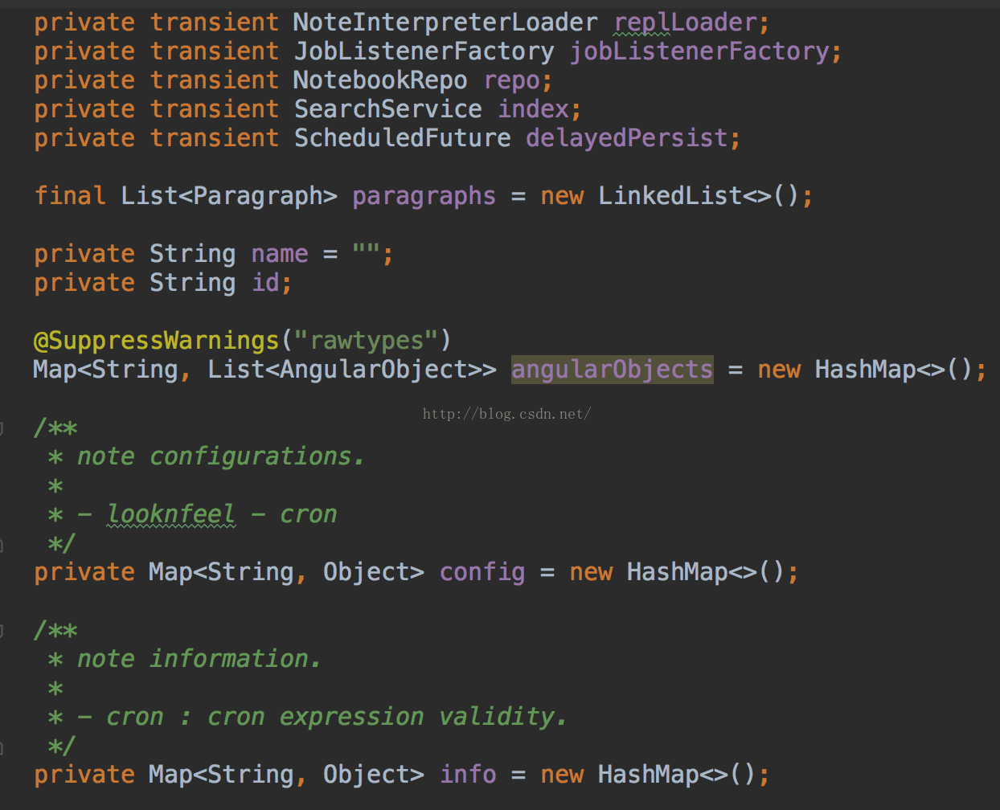 private transient NoteInterpreterLoader replLoader;
private transient JobListenerFactory jobListenerFactory;
private transient NotebookRepo repo;
private transient SearchService index;
private transient ScheduledFuture delayedPersist;
final List<Paragraph> paragraphs = new LinkedList<>();
private String name = "";
private String id;
@SuppressWarnings("rawtypes")
Map<String, List<AngularObject>> angularObjects = new HashMap<>();
http://blog.csdn.net/
/**
* note configurations.
*
* - looknfeel - cron
*/
private Map<String, Object> config = new HashMap<>();
/**
* note information.
*
* - cron : cron expression validity.
*/
private Map<String, Object> info = new HashMap<>();